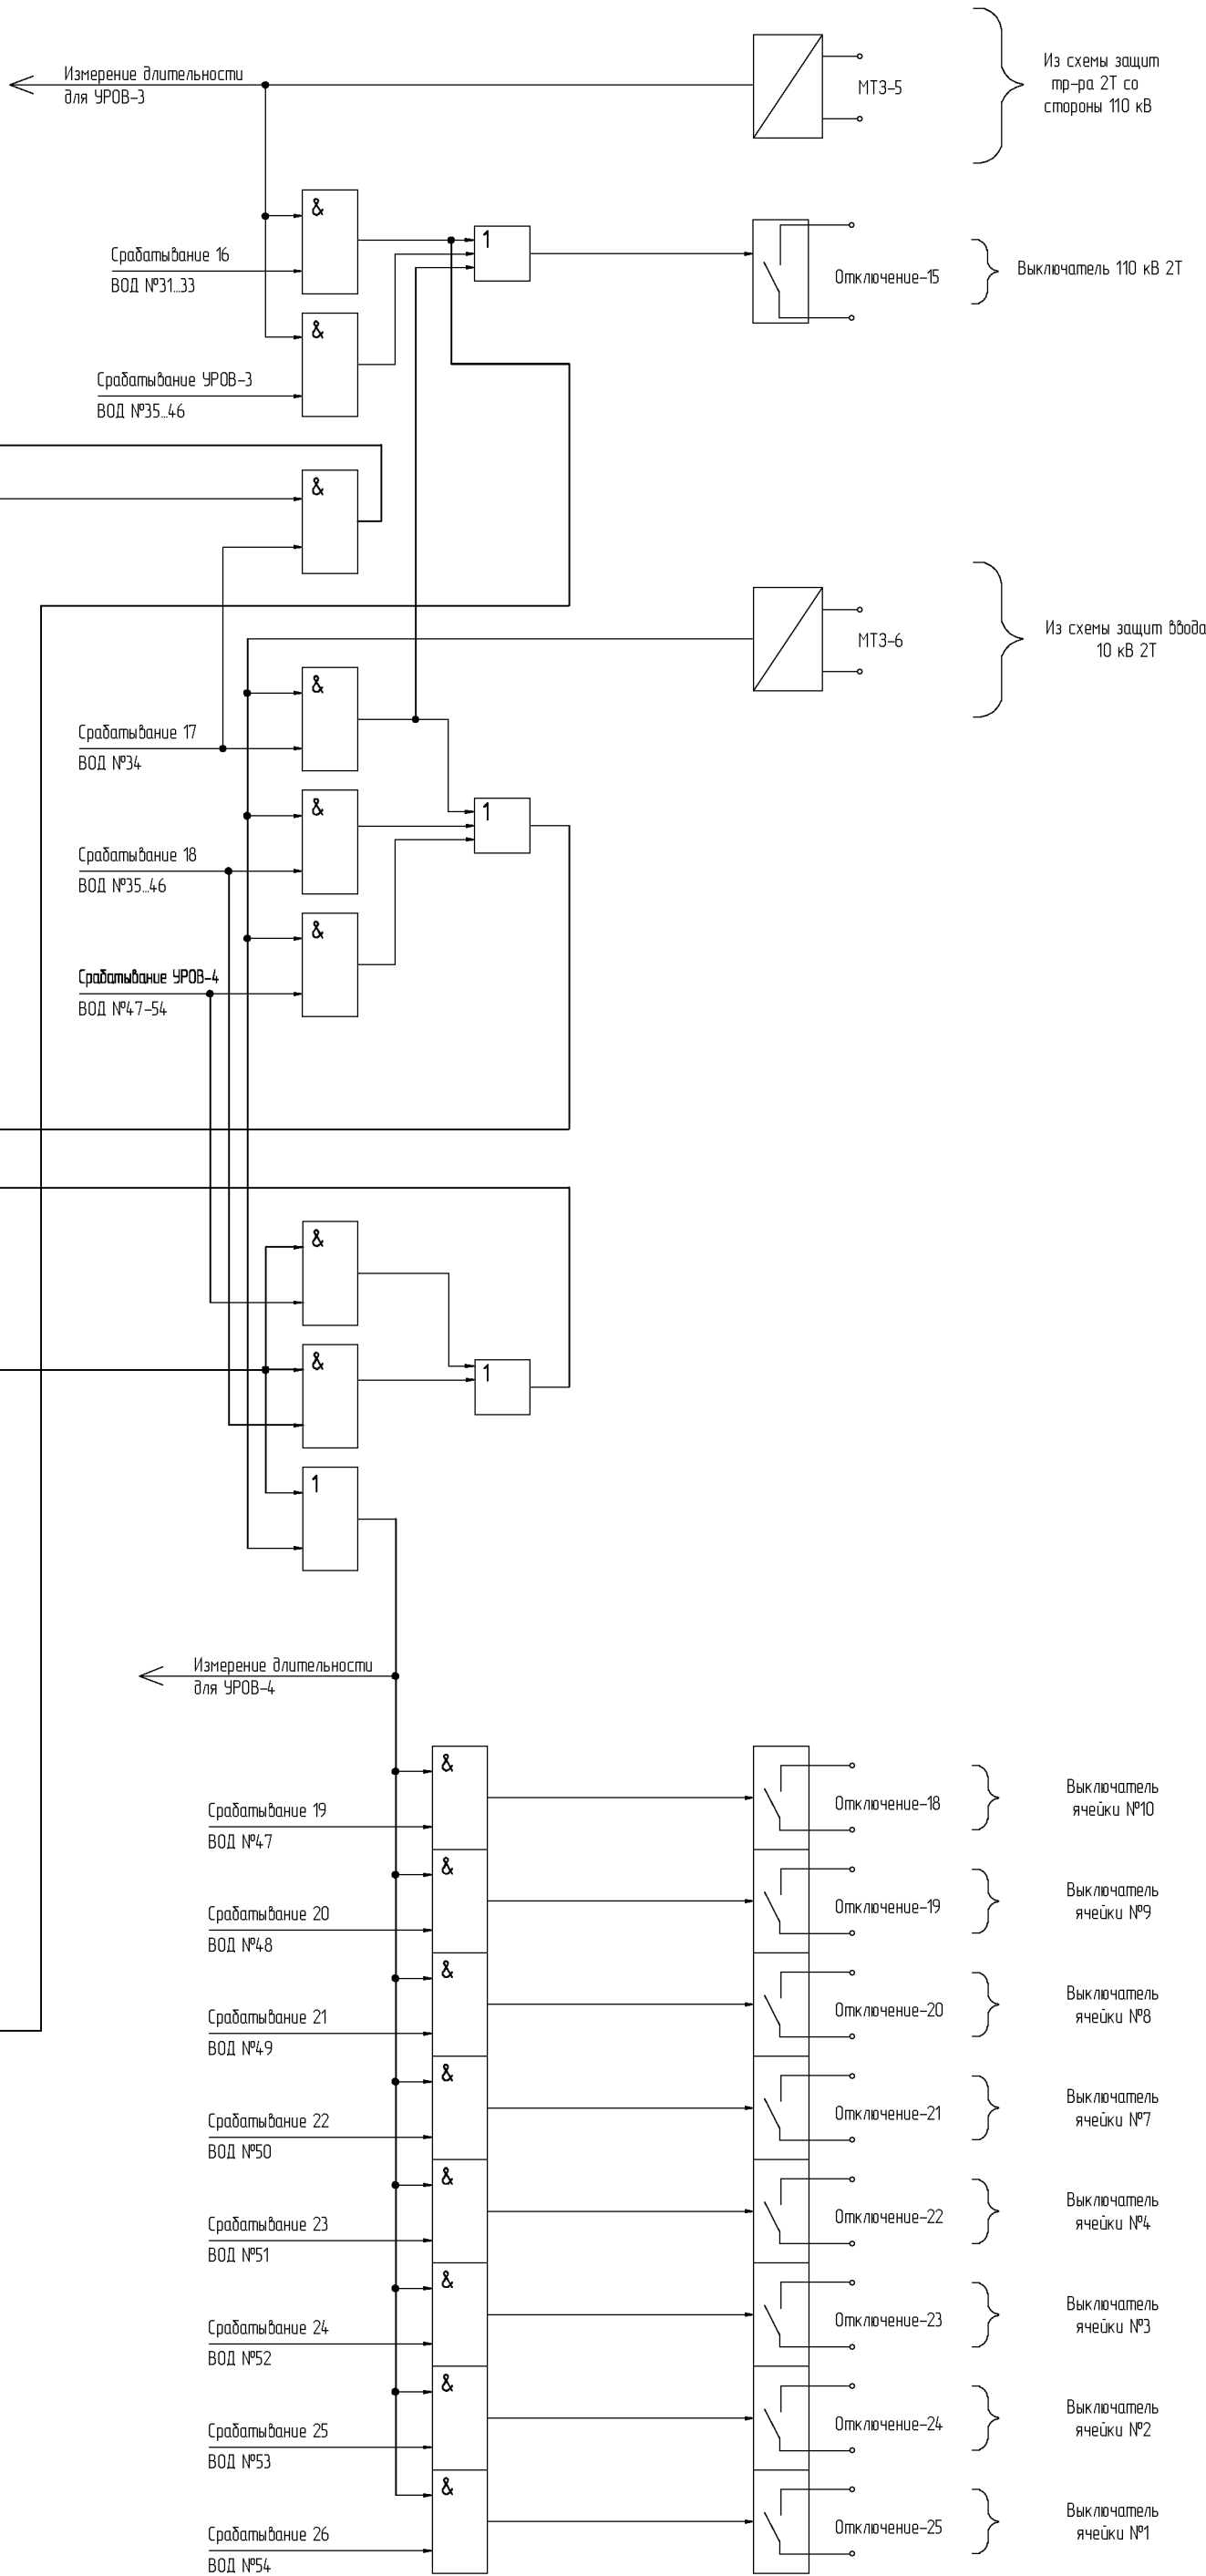 Измерение длительности
для УРОВ-3
МТЗ-5
Из схемы защит
тр-ра 2Т со
стороны 110 кВ
&
Срабатывание 16
ВОД №31...33
1
Отключение-15
Выключатель 110 кВ 2Т
&
Срабатывание УРОВ-3
ВОД №35...46
&
МТЗ-6
Из схемы защит ввода
10 кВ 2Т
&
Срабатывание 17
ВОД №34
&
1
Срабатывание 18
ВОД №35...46
&
Срабатывание УРОВ-4
ВОД №47-54
&
&
1
1
Измерение длительности
для УРОВ-4
&
Срабатывание 19
ВОД №47
Отключение-18
Выключатель
ячейки №10
&
Срабатывание 20
ВОД №48
Отключение-19
Выключатель
ячейки №9
&
Срабатывание 21
ВОД №49
Отключение-20
Выключатель
ячейки №8
&
Срабатывание 22
ВОД №50
Отключение-21
Выключатель
ячейки №7
&
Срабатывание 23
ВОД №51
Отключение-22
Выключатель
ячейки №4
&
Срабатывание 24
ВОД №52
Отключение-23
Выключатель
ячейки №3
&
Срабатывание 25
ВОД №53
Отключение-24
Выключатель
ячейки №2
&
Срабатывание 26
ВОД №54
Отключение-25
Выключатель
ячейки №1